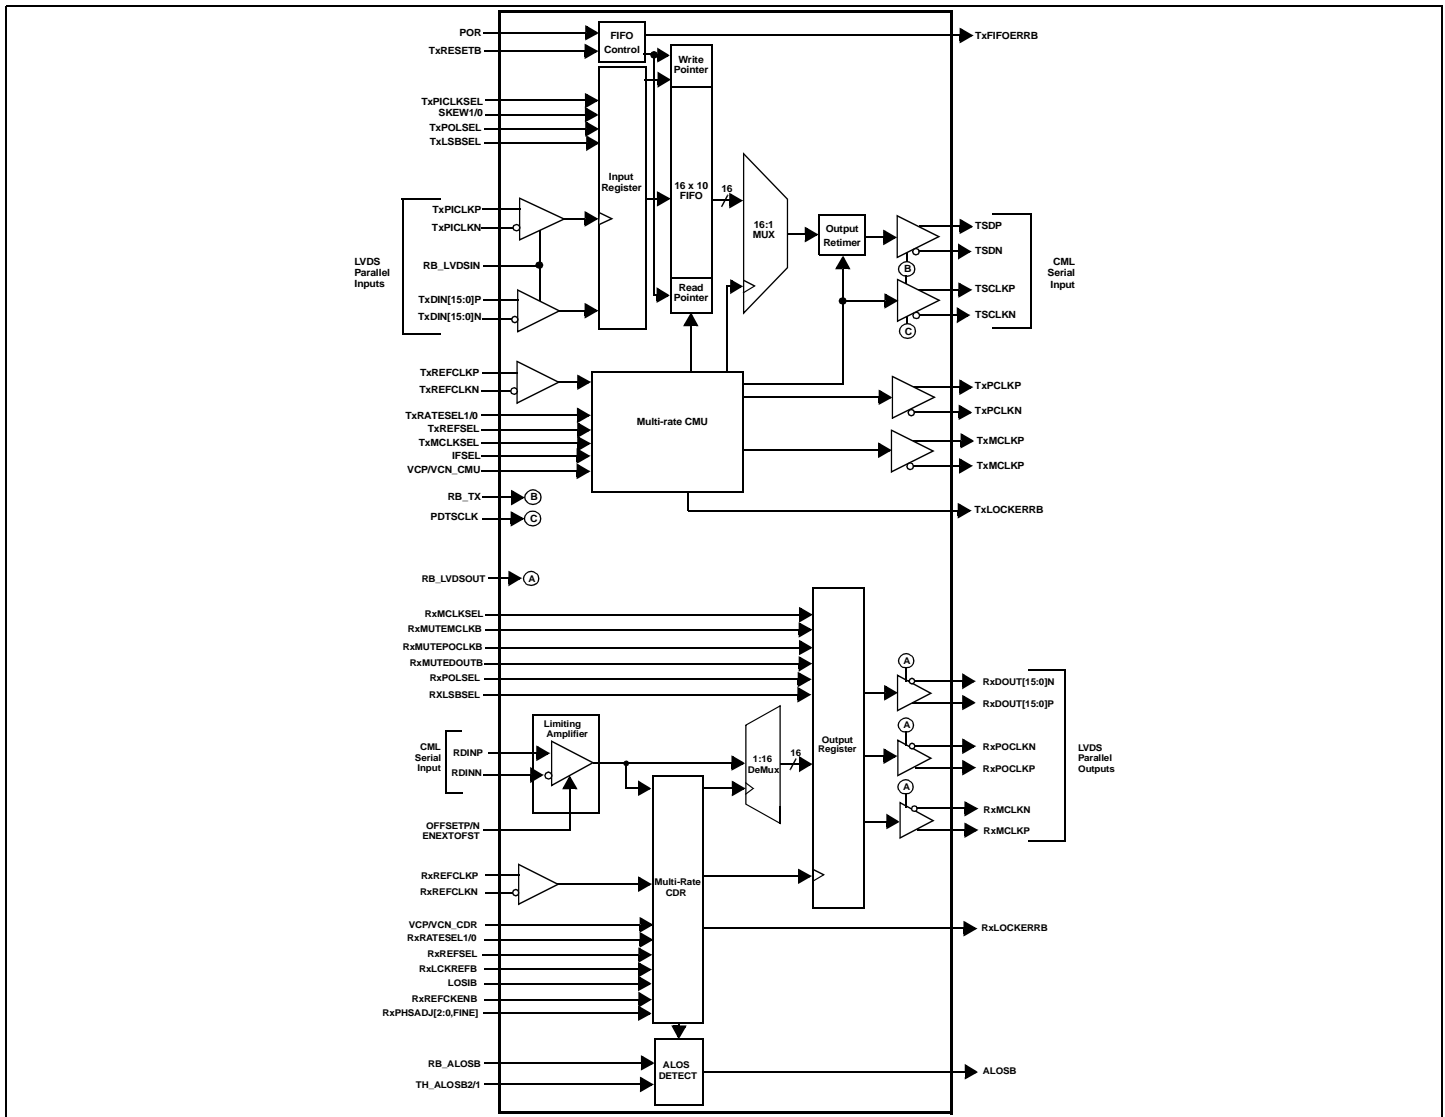 POR
TxRESETB
FIFO
Control
TxFIFOERRB
Write
Pointer
TxPICLKSEL
SKEW1/0
TxPOLSEL
TxLSBSEL
Input
Register
16 x 10
FIFO
16
16:1
MUX
Output
Retimer
LVDS
Parallel
Inputs
TxPICLKP
TxPICLKN
RB_LVDSIN
TxDIN[15:0]P
TxDIN[15:0]N
Read
Pointer
TSDP
TSDN
B
TSCLKP
TSCLKN
C
CML
Serial
Input
TxREFCLKP
TxREFCLKN
TxRATESEL1/0
TxREFSEL
TxMCLKSEL
IFSEL
VCP/VCN_CMU
Multi-rate CMU
TxPCLKP
TxPCLKN
TxMCLKP
TxMCLKP
RB_TX
B
PDTSCLK
C
TxLOCKERRB
RB_LVDSOUT
A
RxMCLKSEL
RxMUTEMCLKB
RxMUTEPOCLKB
RxMUTEDOUTB
RxPOLSEL
RXLSBSEL
CML
Serial
Input
RDINP
RDINN
Limiting
Amplifier
1:16
DeMux
16
Output
Register
A
RxDOUT[15:0]N
RxDOUT[15:0]P
A
RxPOCLKN
RxPOCLKP
A
RxMCLKN
RxMCLKP
LVDS
Parallel
Outputs
OFFSETP/N
ENEXTOFST
RxREFCLKP
RxREFCLKN
Multi-Rate
CDR
VCP/VCN_CDR
RxRATESEL1/0
RxREFSEL
RxLCKREFB
LOSIB
RxREFCKENB
RxPHSADJ[2:0,FINE]
RxLOCKERRB
RB_ALOSB
TH_ALOSB2/1
ALOS
DETECT
ALOSB